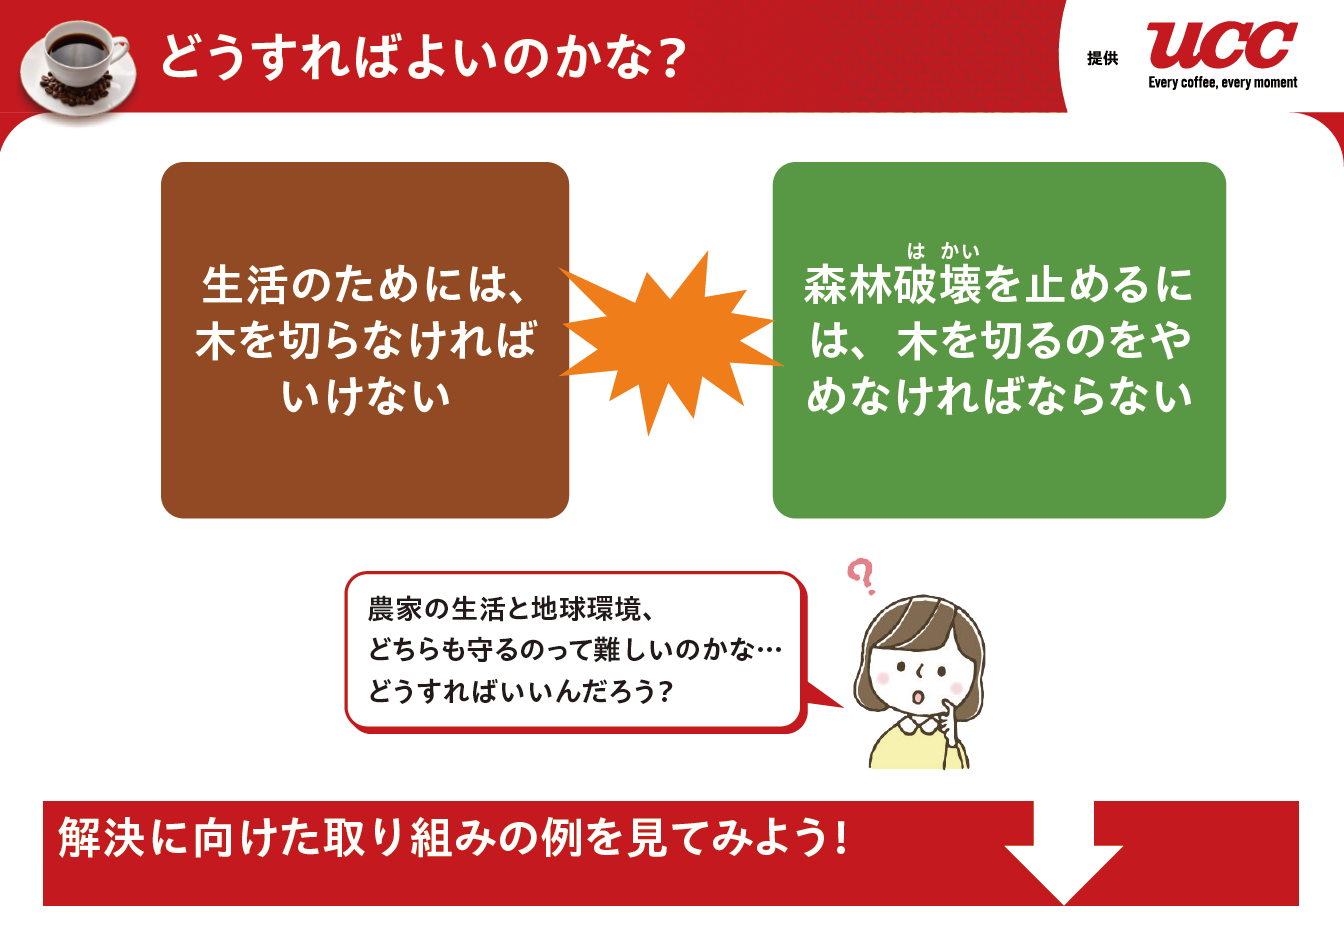 どうすればよいのかな？
提供
UCC
Every coffee, every moment
生活のためには、
木を切らなければ
いけない
は かい
森林破壊を止めるに
は、木を切るのをや
めなければならない
?
農家の生活と地球環境、
どちらも守るのって難しいのかな…
どうすればいいんだろう？
解決に向けた取り組みの例を見てみよう！